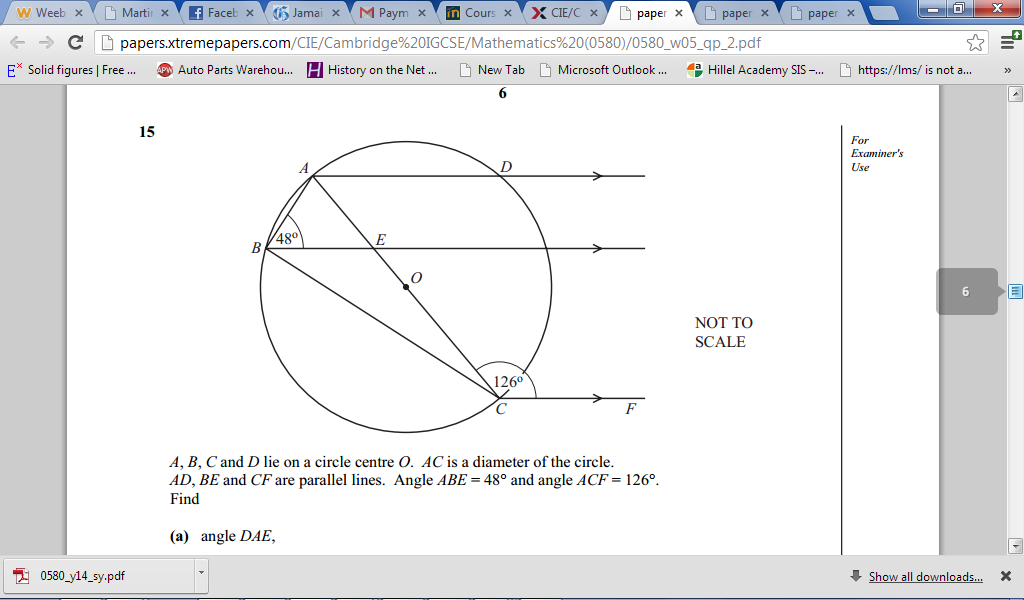 Weeb
Martin
Faceb
Jamai
Paym
Cours
CIE/C
paper
paper
paper
papers.xtremepapers.com/CIE/Cambridge%20IGCSE/Mathematics%20(0580)/0580_w05_qp_2.pdf
Solid figures | Free ...
Auto Parts Warehou...
History on the Net ...
New Tab
Microsoft Outlook ...
Hillel Academy SIS –...
https://lms/ is not a...
»
6
15
For
Examiner's
Use
A
D
B
48°
E
O
126°
C
F
NOT TO
SCALE
6
A, B, C and D lie on a circle centre O. AC is a diameter of the circle.
AD, BE and CF are parallel lines. Angle ABE = 48° and angle ACF = 126°.
Find
(a) angle DAE,
0580_y14_sy.pdf
Show all downloads...